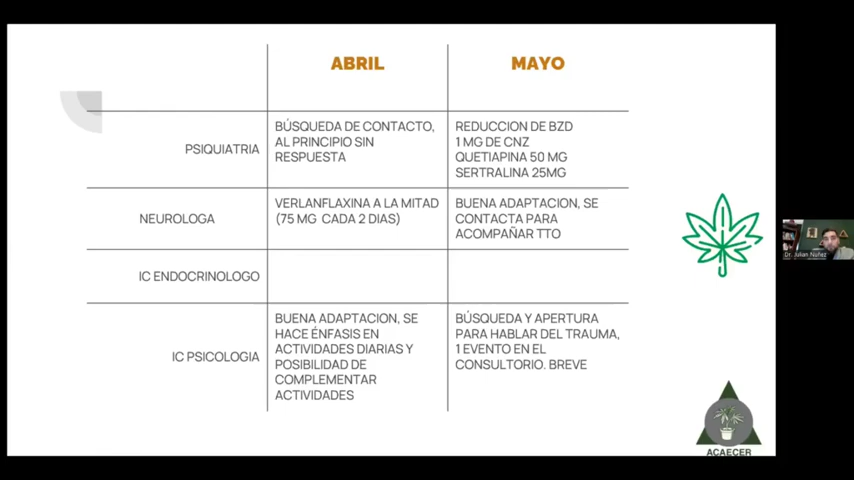 ABRIL
MAYO
PSIQUIATRIA
BÚSQUEDA DE CONTACTO,
AL PRINCIPIO SIN
RESPUESTA
REDUCCION DE BZD
1 MG DE CNZ
QUETIAPINA 50 MG
SERTRALINA 25MG
NEUROLOGA
VERLANFLAXINA A LA MITAD
(75 MG CADA 2 DIAS)
BUENA ADAPTACION, SE
CONTACTA PARA
ACOMPAÑAR TTO
IC ENDOCRINOLOGO
IC PSICOLOGIA
BUENA ADAPTACION, SE
HACE ÉNFASIS EN
ACTIVIDADES DIARIAS Y
POSIBILIDAD DE
COMPLEMENTAR
ACTIVIDADES
BÚSQUEDA Y APERTURA
PARA HABLAR DEL TRAUMA,
1 EVENTO EN EL
CONSULTORIO. BREVE
Dr. Julian Nuñez
ACAECER